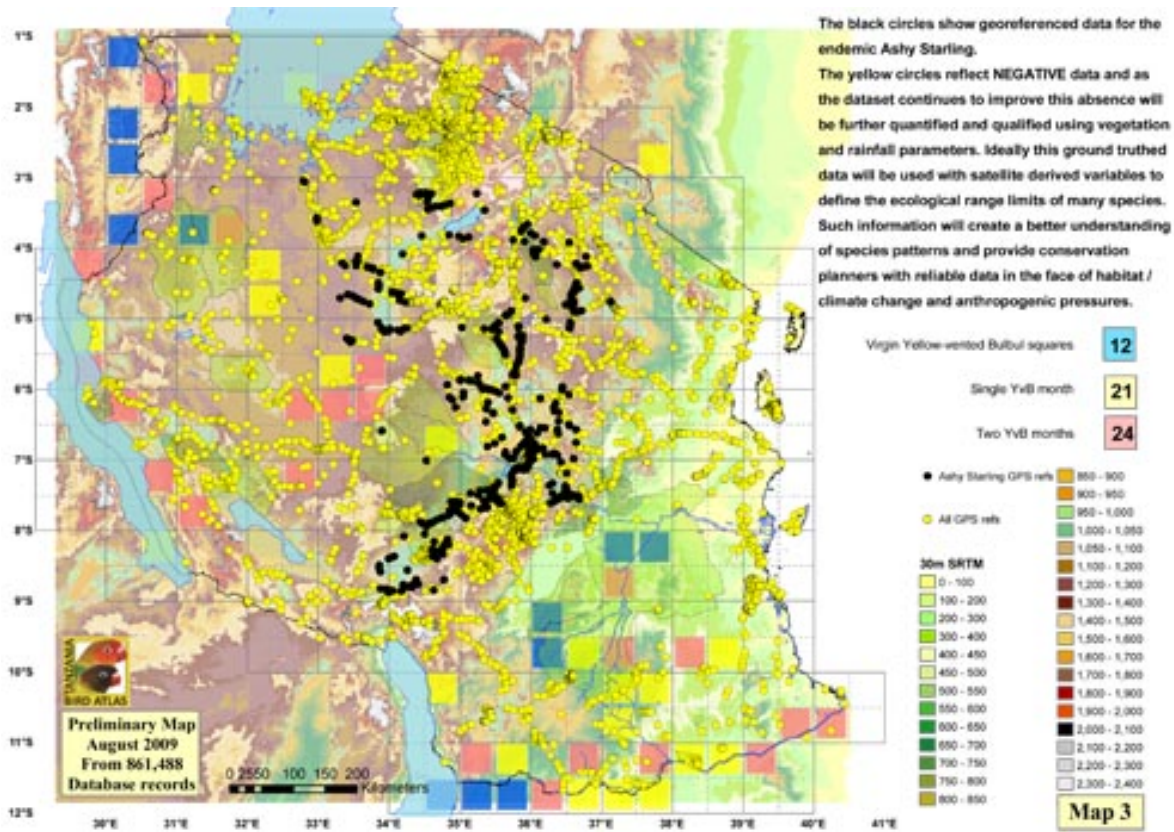 The black circles show georeferenced data for the
endemic Ashy Starling.
The yellow circles reflect NEGATIVE data and as
the dataset continues to improve this absence will
be further quantified and qualified using vegetation
and rainfall parameters. Ideally this ground truthed
data will be used with satellite derived variables to
define the ecological range limits of many species.
Such information will create a better understanding
of species patterns and provide conservation
planners with reliable data in the face of habitat /
climate change and anthropogenic pressures.
Virgin Yellow-vented Bulbul squares 12
Single YvB month 21
Two YvB months 24
Ashy Starling GPS refs
All GPS refs
30m SRTM
0 - 100
100 - 200
200 - 300
300 - 400
400 - 450
450 - 500
500 - 550
550 - 600
600 - 650
650 - 700
700 - 750
750 - 800
800 - 850
850 - 900
900 - 950
950 - 1,000
1,000 - 1,050
1,050 - 1,100
1,100 - 1,200
1,200 - 1,300
1,300 - 1,400
1,400 - 1,500
1,500 - 1,600
1,600 - 1,700
1,700 - 1,800
1,800 - 1,900
1,900 - 2,000
2,000 - 2,100
2,100 - 2,200
2,200 - 2,300
2,300 - 2,400
Map 3
1°S
2°S
3°S
4°S
5°S
6°S
7°S
8°S
9°S
10°S
11°S
12°S
TANZANIA
BIRD ATLAS
Preliminary Map
August 2009
From 861,488
Database records
0 2550 100 150 200
Kilometers
30°E 31°E 32°E 33°E 34°E 35°E 36°E 37°E 38°E 39°E 40°E 41°E